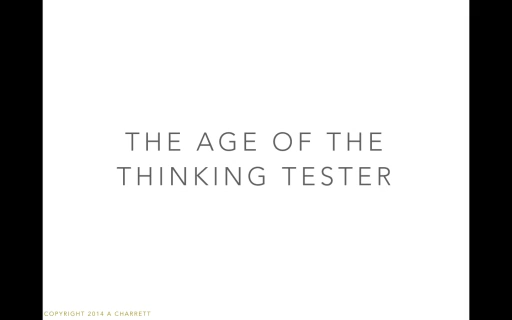 THE AGE OF THE
THINKING TESTER
COPYRIGHT 2014 A CHARRETT